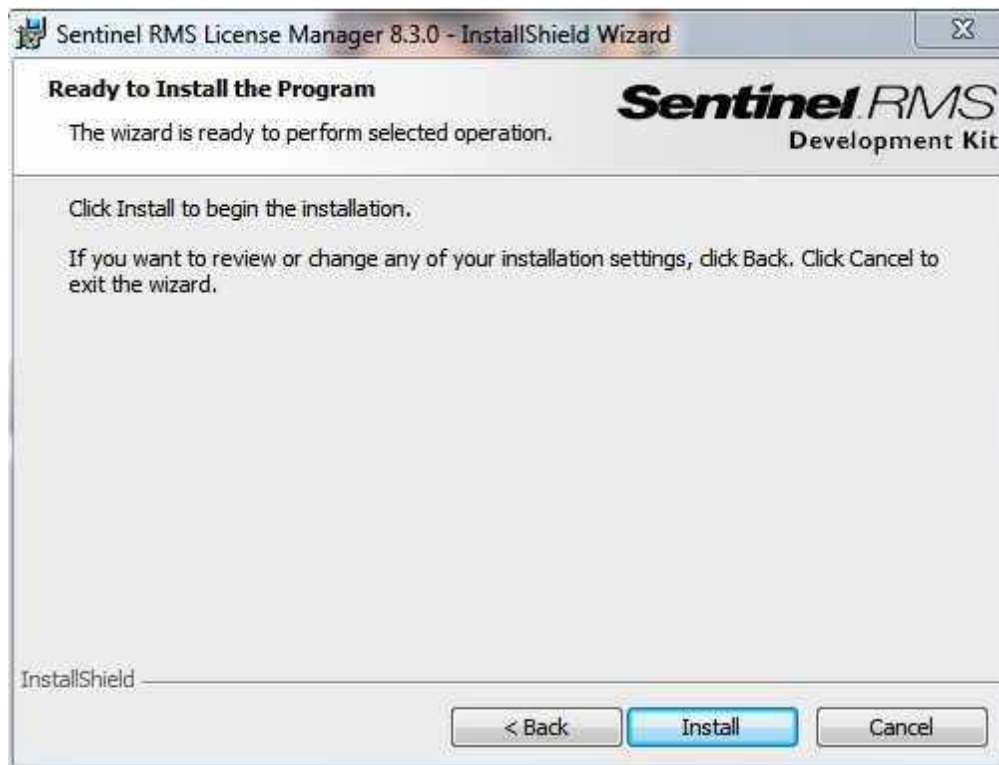 Sentinel RMS License Manager 8.3.0 - InstallShield Wizard
Ready to Install the Program
The wizard is ready to perform selected operation.
Sentinel RMS
Development Kit
Click Install to begin the installation.
If you want to review or change any of your installation settings, click Back. Click Cancel to
exit the wizard.
InstallShield
< Back
Install
Cancel